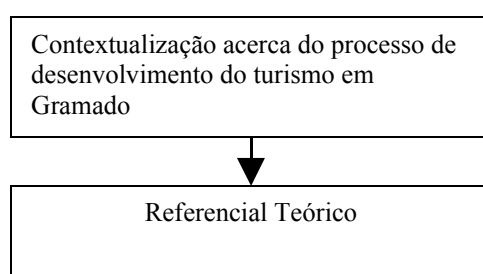 Contextualização acerca do processo de
desenvolvimento do turismo em
Gramado
Referencial Teórico